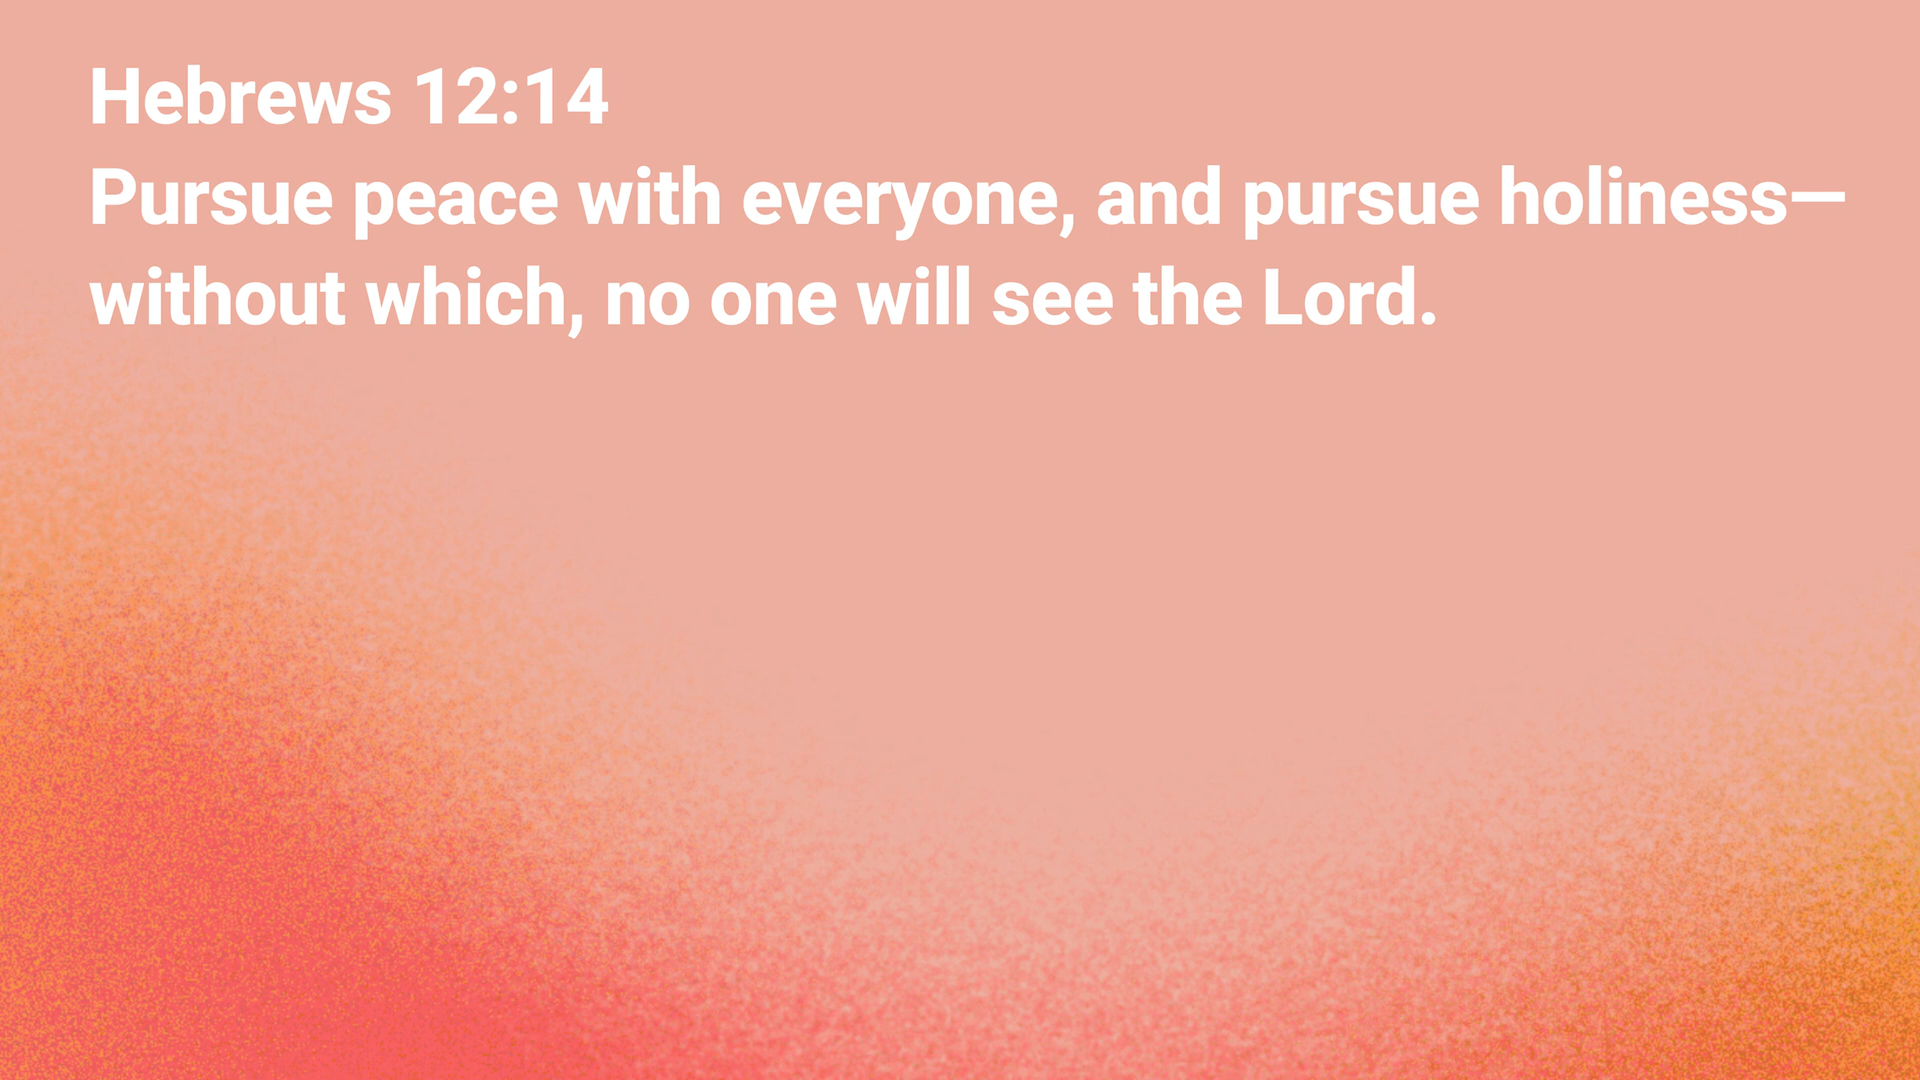 Hebrews 12:14
Pursue peace with everyone, and pursue holiness—
without which, no one will see the Lord.